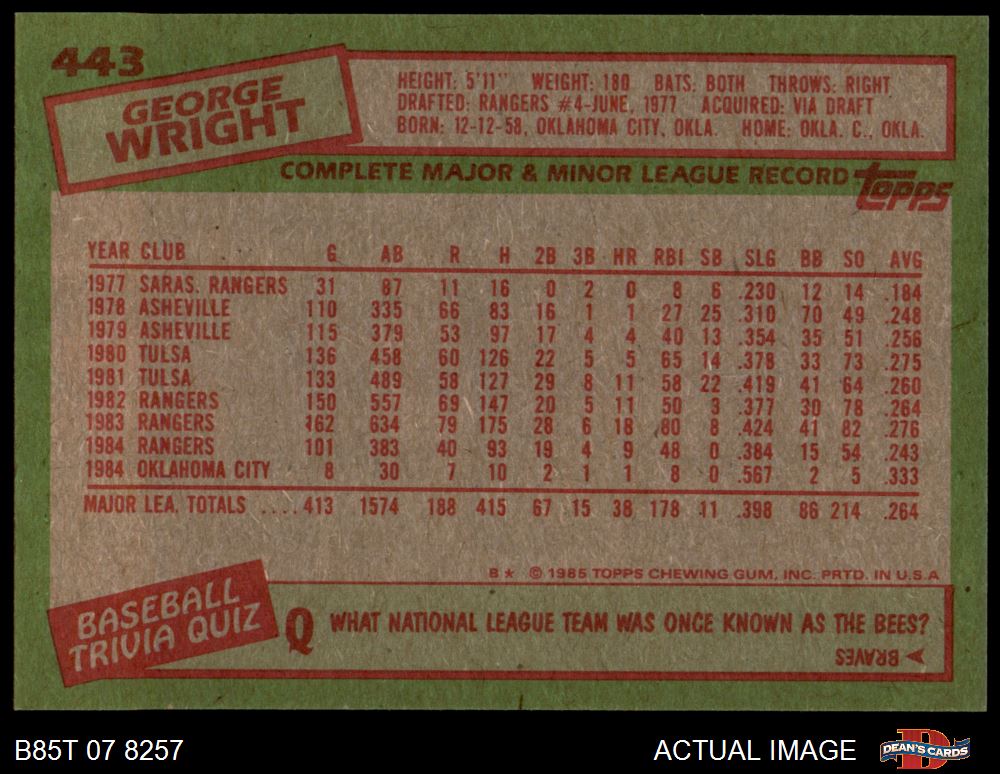 443
GEORGE
WRIGHT
HEIGHT: 5'11" WEIGHT: 180 BATS: BOTH THROWS: RIGHT
DRAFTED: RANGERS #4-JUNE, 1977 ACQUIRED: VIA DRAFT
BORN: 12-12-58, OKLAHOMA CITY, OKLA. HOME: OKLA. C., OKLA.
COMPLETE MAJOR & MINOR LEAGUE RECORD topps
YEAR CLUB G AB R H 2B 3B HR RBI SB SLG BB SO AVG
1977 SARAS. RANGERS 31 87 11 16 0 2 0 8 6 .230 12 14 .184
1978 ASHEVILLE 110 335 66 83 16 1 1 27 25 .310 70 49 .248
1979 ASHEVILLE 115 379 53 97 17 4 4 40 13 .354 35 51 .256
1980 TULSA 136 458 60 126 22 5 5 65 14 .378 33 73 .275
1981 TULSA 133 489 58 127 29 8 11 58 22 .419 41 64 .260
1982 RANGERS 150 557 69 147 20 5 11 50 3 .377 30 78 .264
1983 RANGERS 162 634 79 175 28 6 18 80 8 .424 41 82 .276
1984 RANGERS 101 383 40 93 19 4 9 48 0 .384 15 54 .243
1984 OKLAHOMA CITY 8 30 7 10 2 1 1 8 0 .567 2 5 .333
MAJOR LEA. TOTALS ....413 1574 188 415 67 15 38 178 11 .398 86 214 .264
B* © 1985 TOPPS CHEWING GUM, INC. PRTD. IN U.S.A
BASEBALL
TRIVIA QUIZ
Q WHAT NATIONAL LEAGUE TEAM WAS ONCE KNOWN AS THE BEES?
BRAVES
B85T 07 8257
ACTUAL IMAGE
DEAN'S CARDS